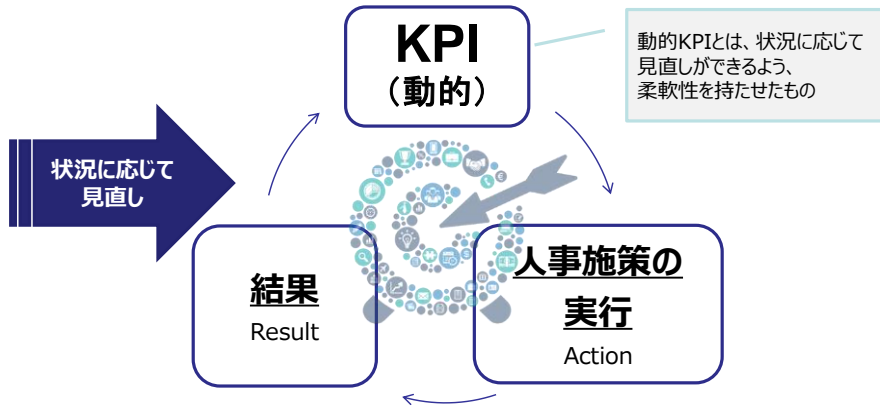 KPI
（動的）
動的KPIとは、状況に応じて
見直しができるよう、
柔軟性を持たせたもの
状況に応じて
見直し
結果
Result
人事施策の
実行
Action